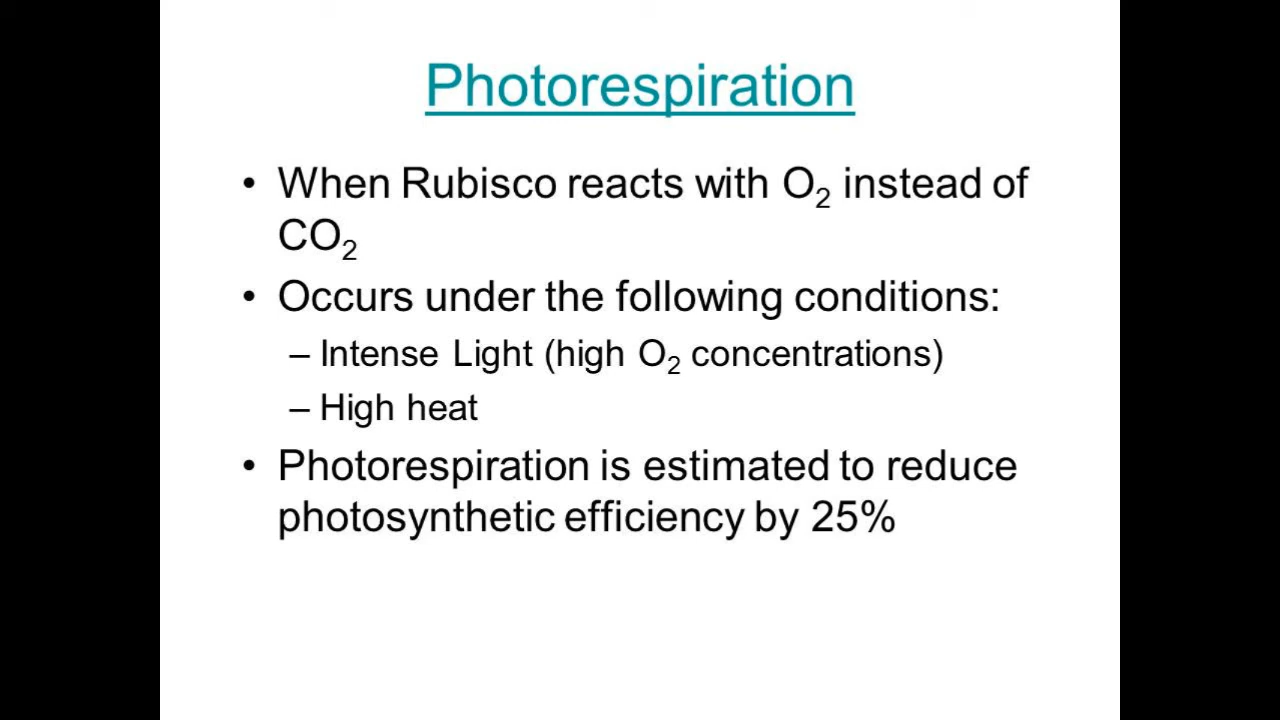 Photorespiration
• When Rubisco reacts with O₂ instead of
CO₂
• Occurs under the following conditions:
– Intense Light (high O₂ concentrations)
– High heat
• Photorespiration is estimated to reduce
photosynthetic efficiency by 25%